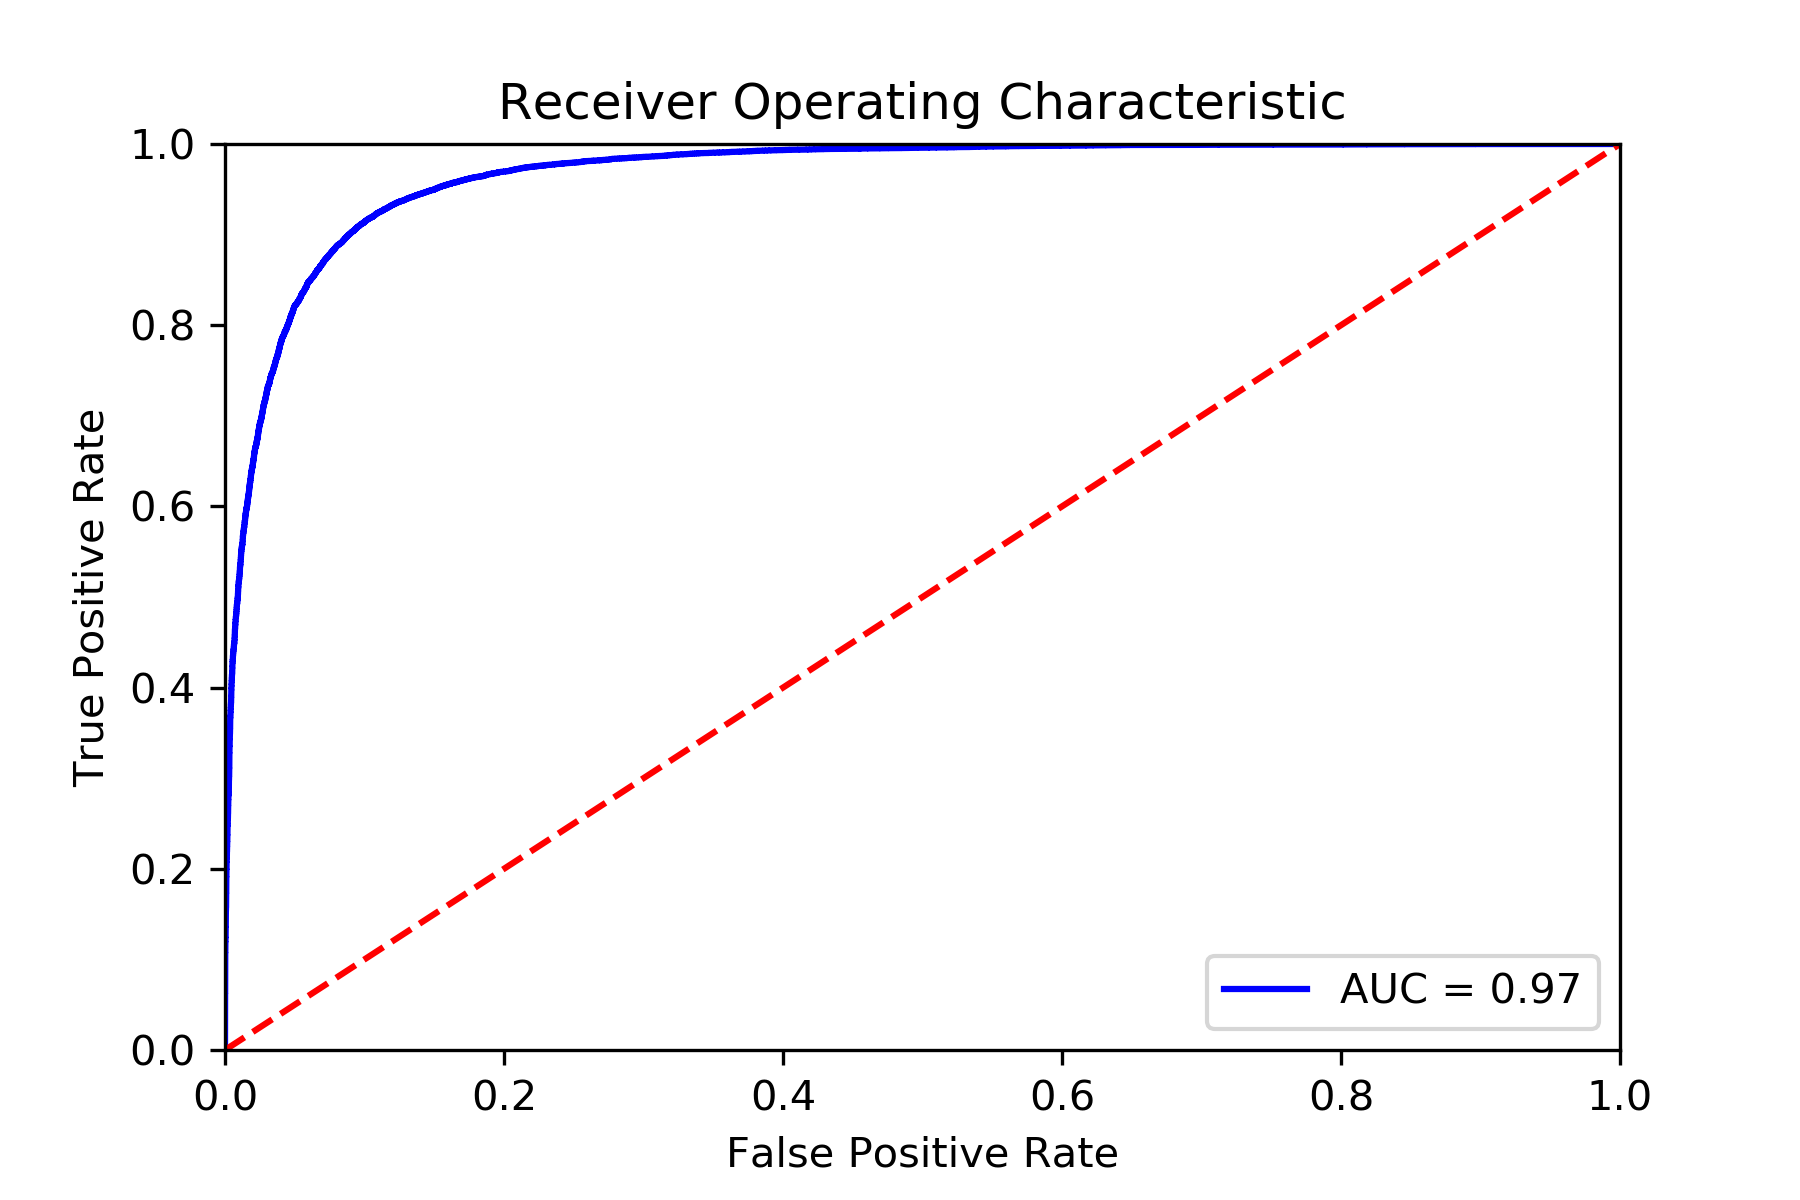 Receiver Operating Characteristic
1.0
0.8
0.6
0.4
0.2
0.0
True Positive Rate
AUC = 0.97
0.0 0.2 0.4 0.6 0.8 1.0
False Positive Rate